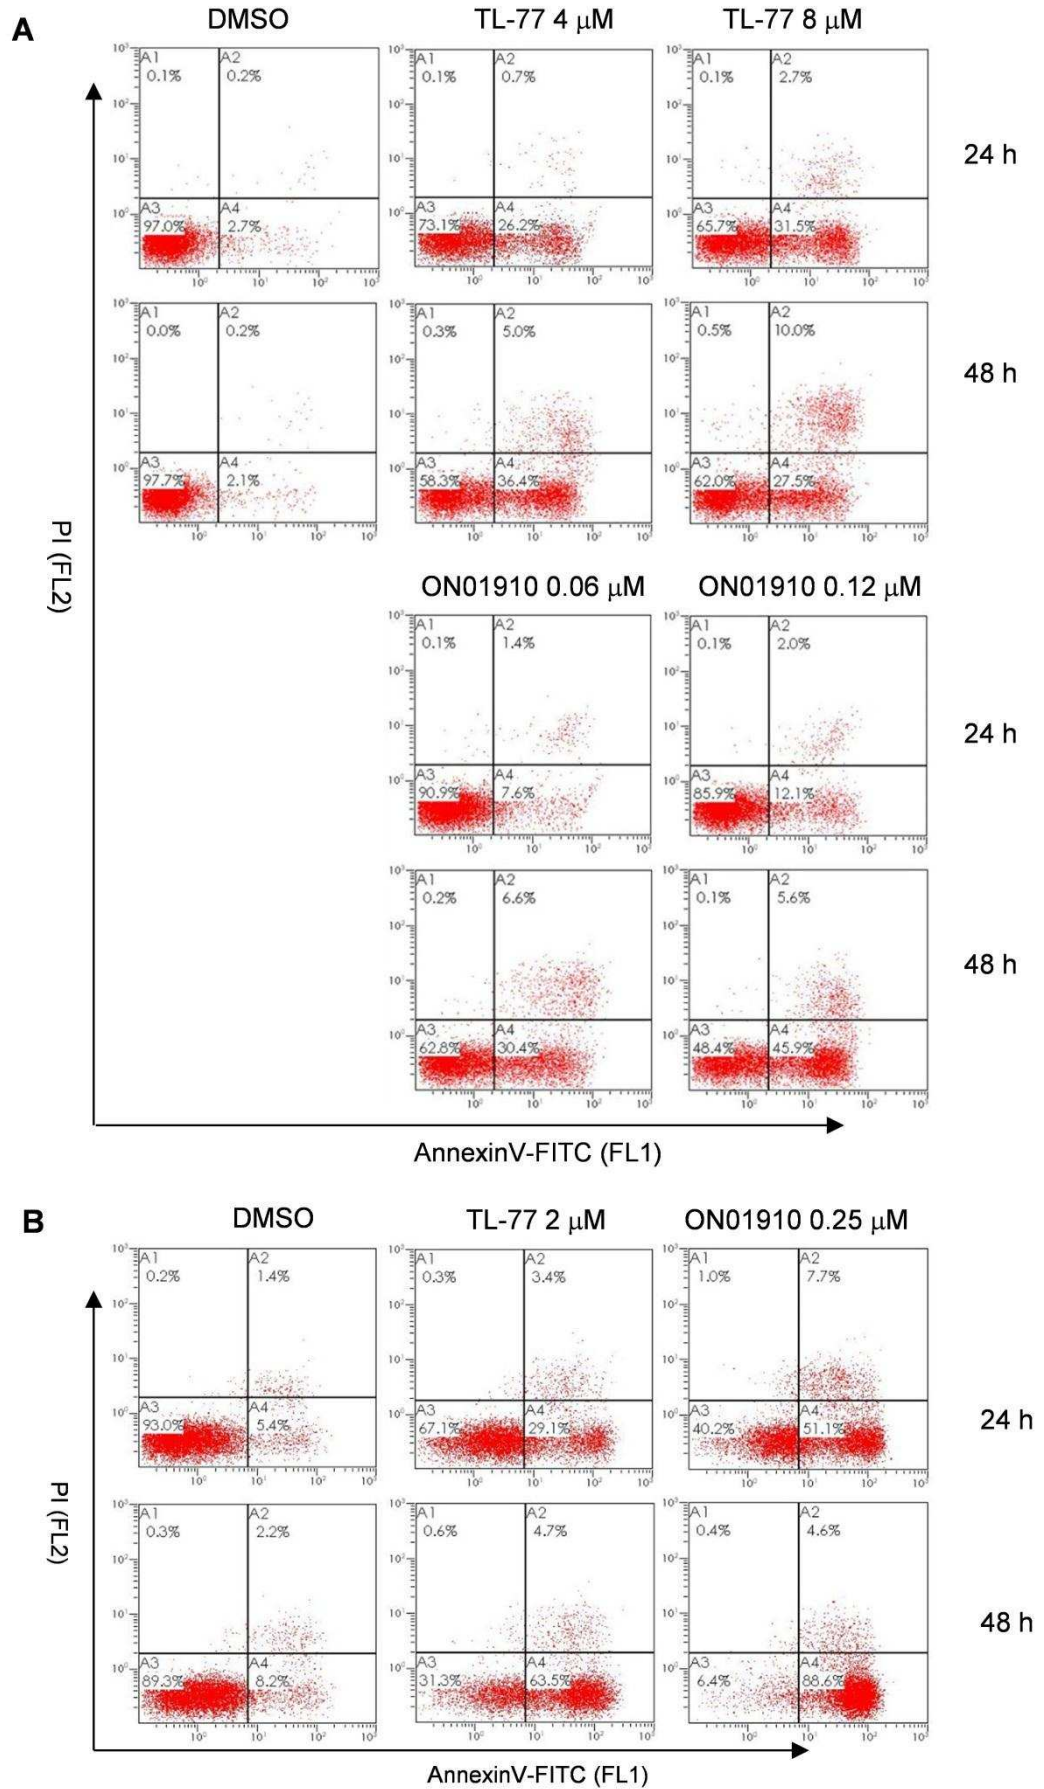 A
DMSO TL-77 4 μM TL-77 8 μM
A1 0.1% A2 0.2% A3 97.0% A4 2.7%
A1 0.1% A2 0.7% A3 73.1% A4 26.2%
A1 0.1% A2 2.7% A3 65.7% A4 31.5%
24 h
A1 0.0% A2 0.2% A3 97.7% A4 2.1%
A1 0.3% A2 5.0% A3 58.3% A4 36.4%
A1 0.5% A2 10.0% A3 62.0% A4 27.5%
48 h
PI (FL2)
ON01910 0.06 μM ON01910 0.12 μM
A1 0.1% A2 1.4% A3 90.9% A4 7.6%
A1 0.1% A2 2.0% A3 85.9% A4 12.1%
24 h
A1 0.2% A2 6.6% A3 62.8% A4 30.4%
A1 0.1% A2 5.6% A3 48.4% A4 45.9%
48 h
AnnexinV-FITC (FL1)
B
DMSO TL-77 2 μM ON01910 0.25 μM
A1 0.2% A2 1.4% A3 93.0% A4 5.4%
A1 0.3% A2 3.4% A3 67.1% A4 29.1%
A1 1.0% A2 7.7% A3 40.2% A4 51.1%
24 h
PI (FL2)
A1 0.3% A2 2.2% A3 89.3% A4 8.2%
A1 0.6% A2 4.7% A3 31.3% A4 63.5%
A1 0.4% A2 4.6% A3 6.4% A4 88.6%
48 h
AnnexinV-FITC (FL1)